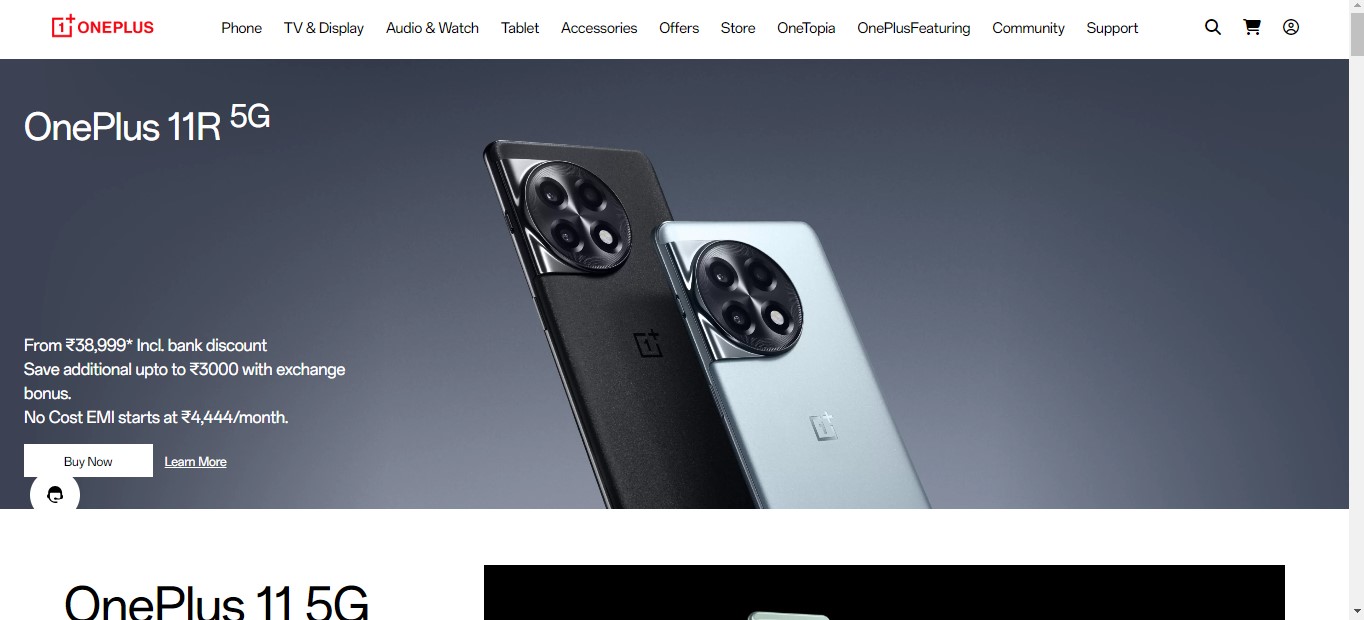 ONEPLUS
Phone TV & Display Audio & Watch Tablet Accessories Offers Store OneTopia OnePlusFeaturing Community Support
OnePlus 11R 5G
From ₹38,999* Incl. bank discount
Save additional upto to ₹3000 with exchange
bonus.
No Cost EMI starts at ₹4,444/month.
Buy Now Learn More
OnePlus 11 5G